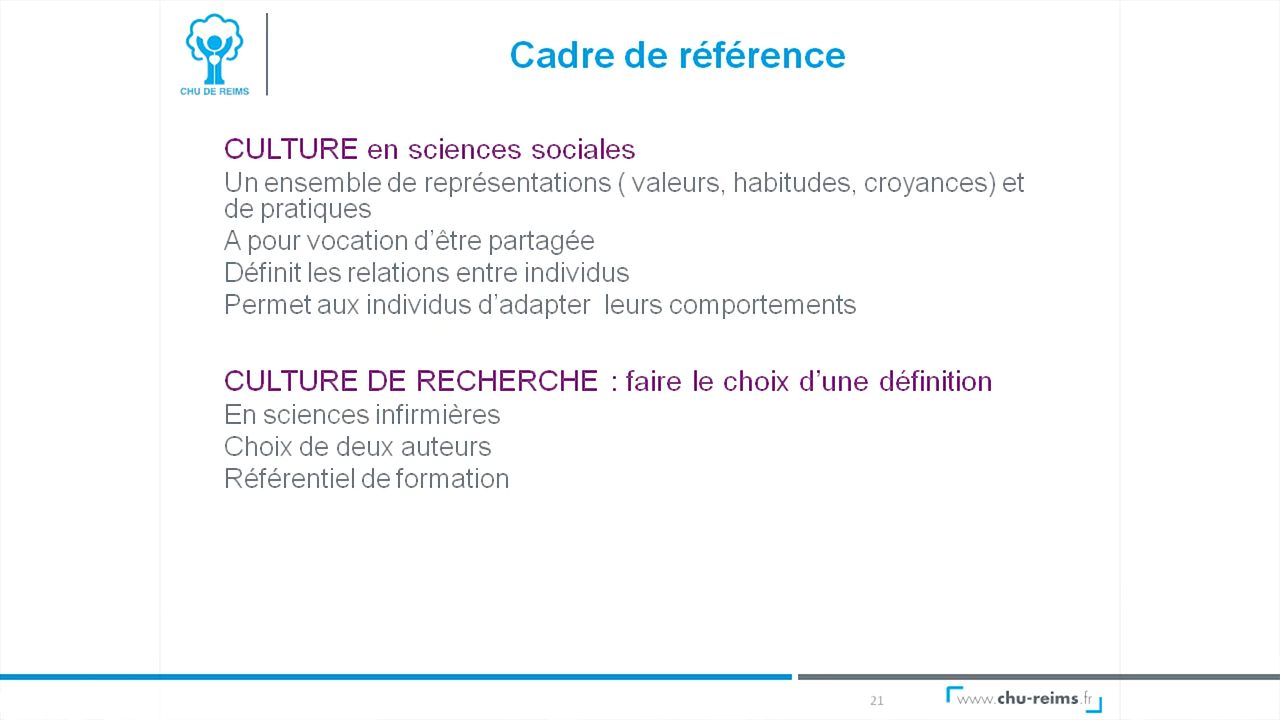 CHU DE REIMS
Cadre de référence
CULTURE en sciences sociales
Un ensemble de représentations ( valeurs, habitudes, croyances) et
de pratiques
A pour vocation d’être partagée
Définit les relations entre individus
Permet aux individus d’adapter  leurs comportements
CULTURE DE RECHERCHE : faire le choix d’une définition
En sciences infirmières
Choix de deux auteurs
Référentiel de formation
21
www.chu-reims.fr